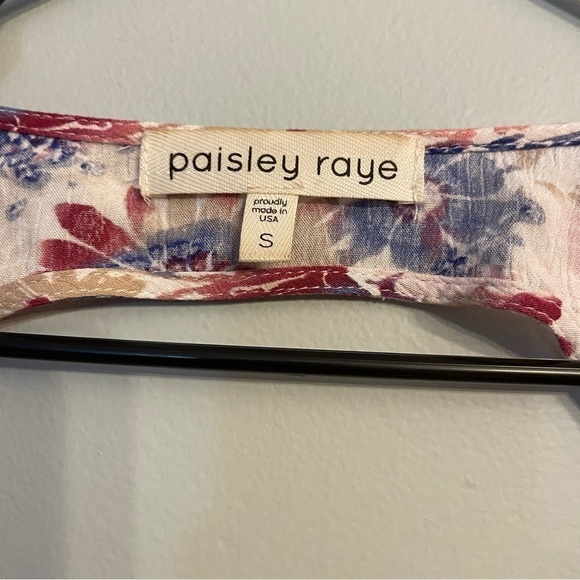 paisley raye
proudly
made in
USA
S